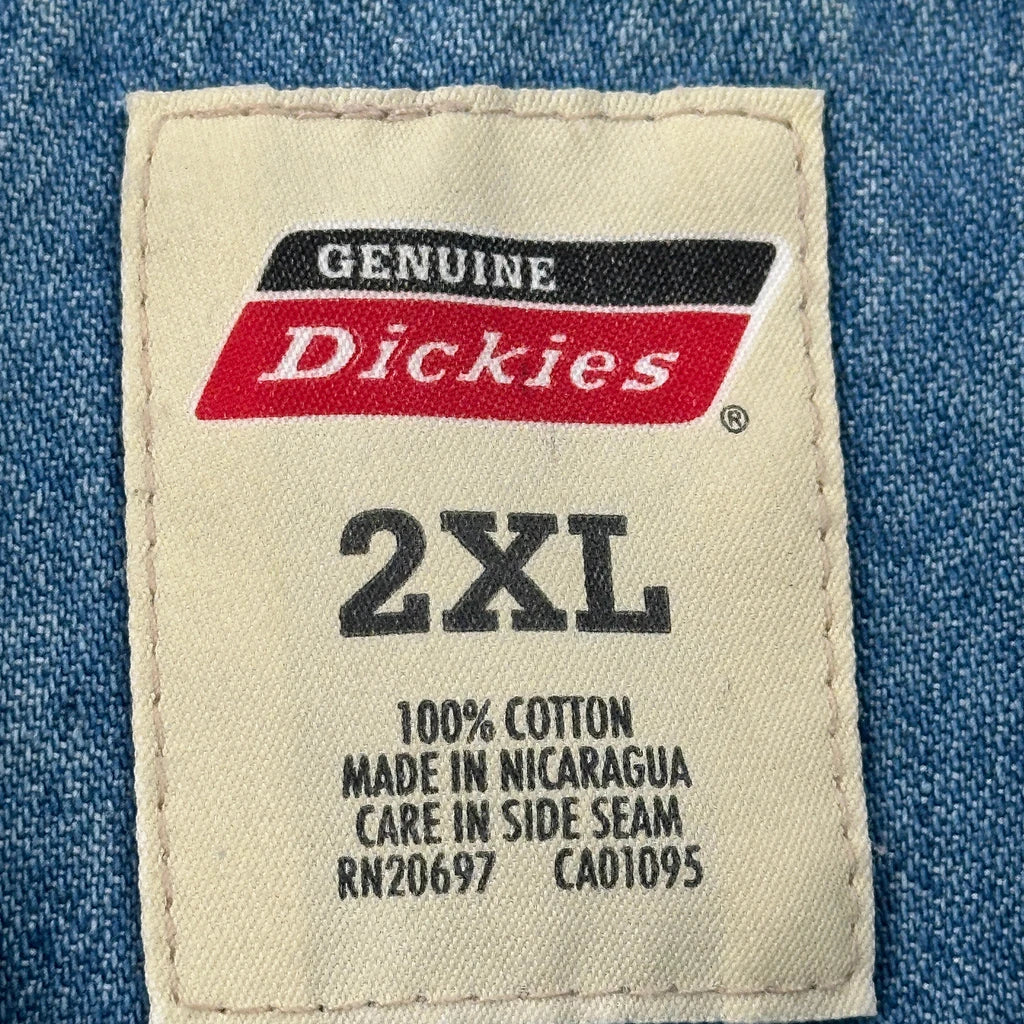 GENUINE
Dickies
®
2XL
100% COTTON
MADE IN NICARAGUA
CARE IN SIDE SEAM
RN20697 CA01095